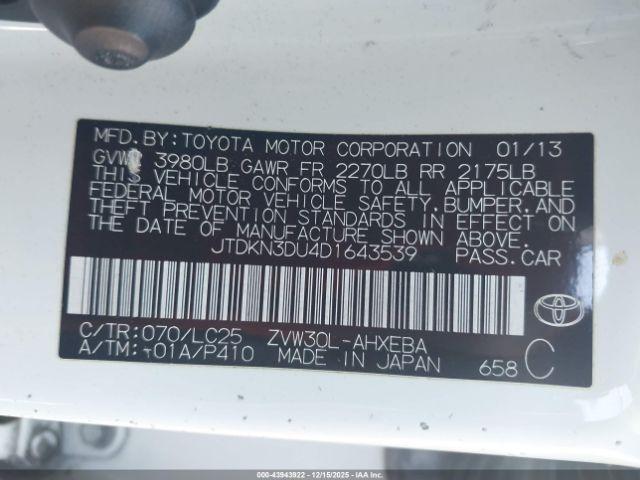 MFD. BY: TOYOTA MOTOR CORPORATION 01/13
GVWR 3980LB GAWR FR 2270LB RR 2175LB
THIS VEHICLE CONFORMS TO ALL APPLICABLE
FEDERAL MOTOR VEHICLE SAFETY, BUMPER, AND
THEFT PREVENTION STANDARDS IN EFFECT ON
THE DATE OF MANUFACTURE SHOWN ABOVE.
JTDKN3DU4D1643539 PASS. CAR
C/TR: 070/LC25 ZVW30L-AHXEBA
A/TM: -01A/P410 MADE IN JAPAN 658 C
000-43943922 - 12/15/2025 - IAAI.COM